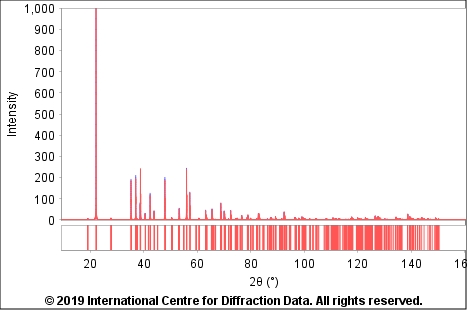 1,000
900
800
700
600
500
400
300
200
100
0
Intensity
20 40 60 80 100 120 140 16
2θ (°)
© 2019 International Centre for Diffraction Data. All rights reserved.